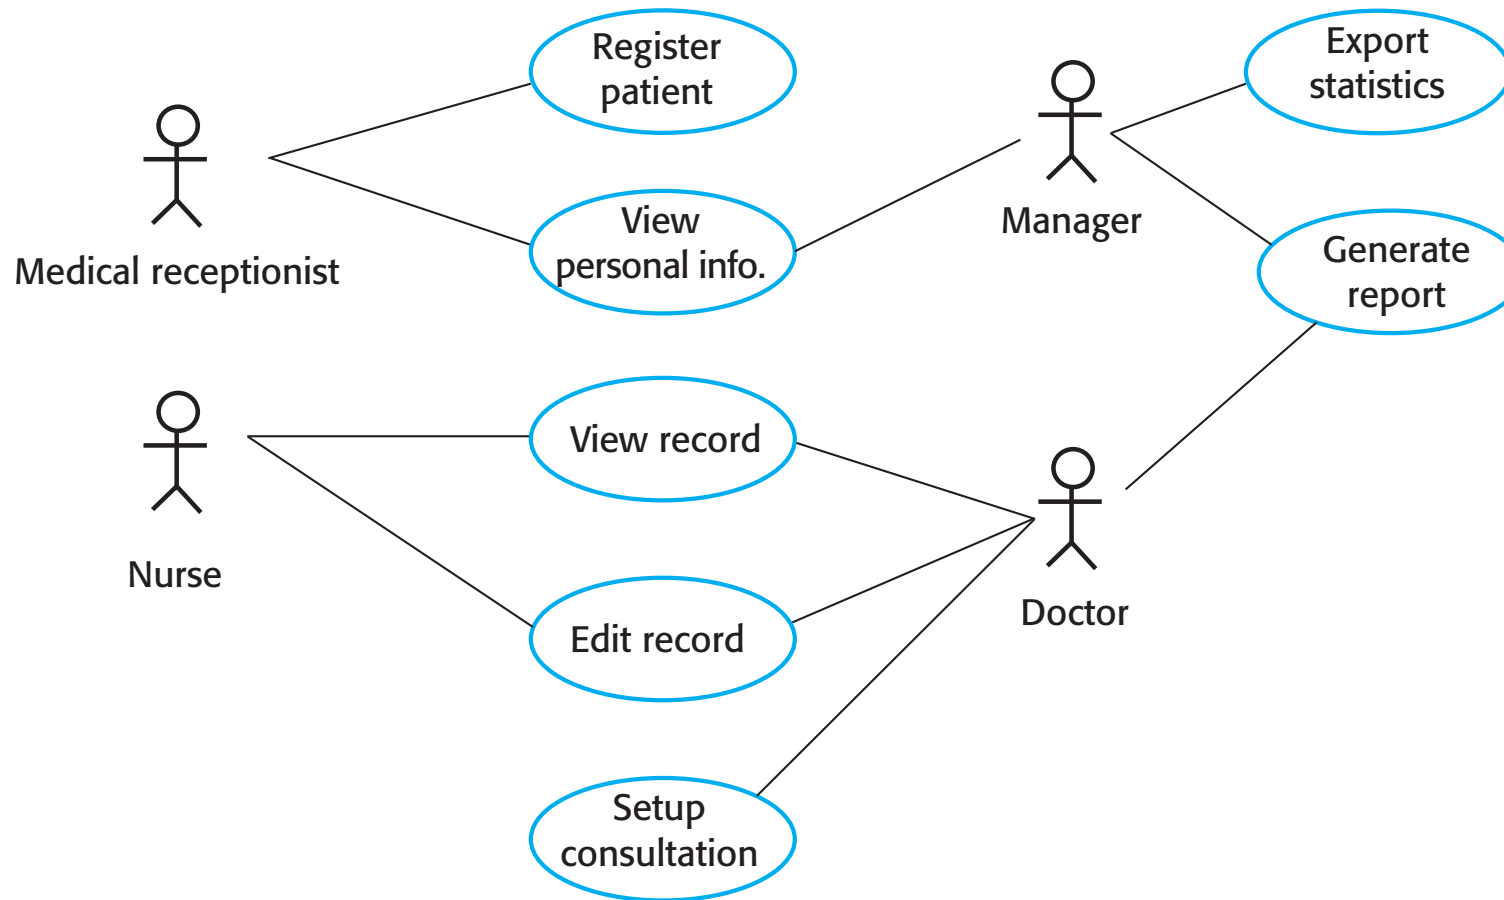 Register
patient
Export
statistics
Medical receptionist
View
personal info.
Manager
Generate
report
Nurse
View record
Edit record
Doctor
Setup
consultation